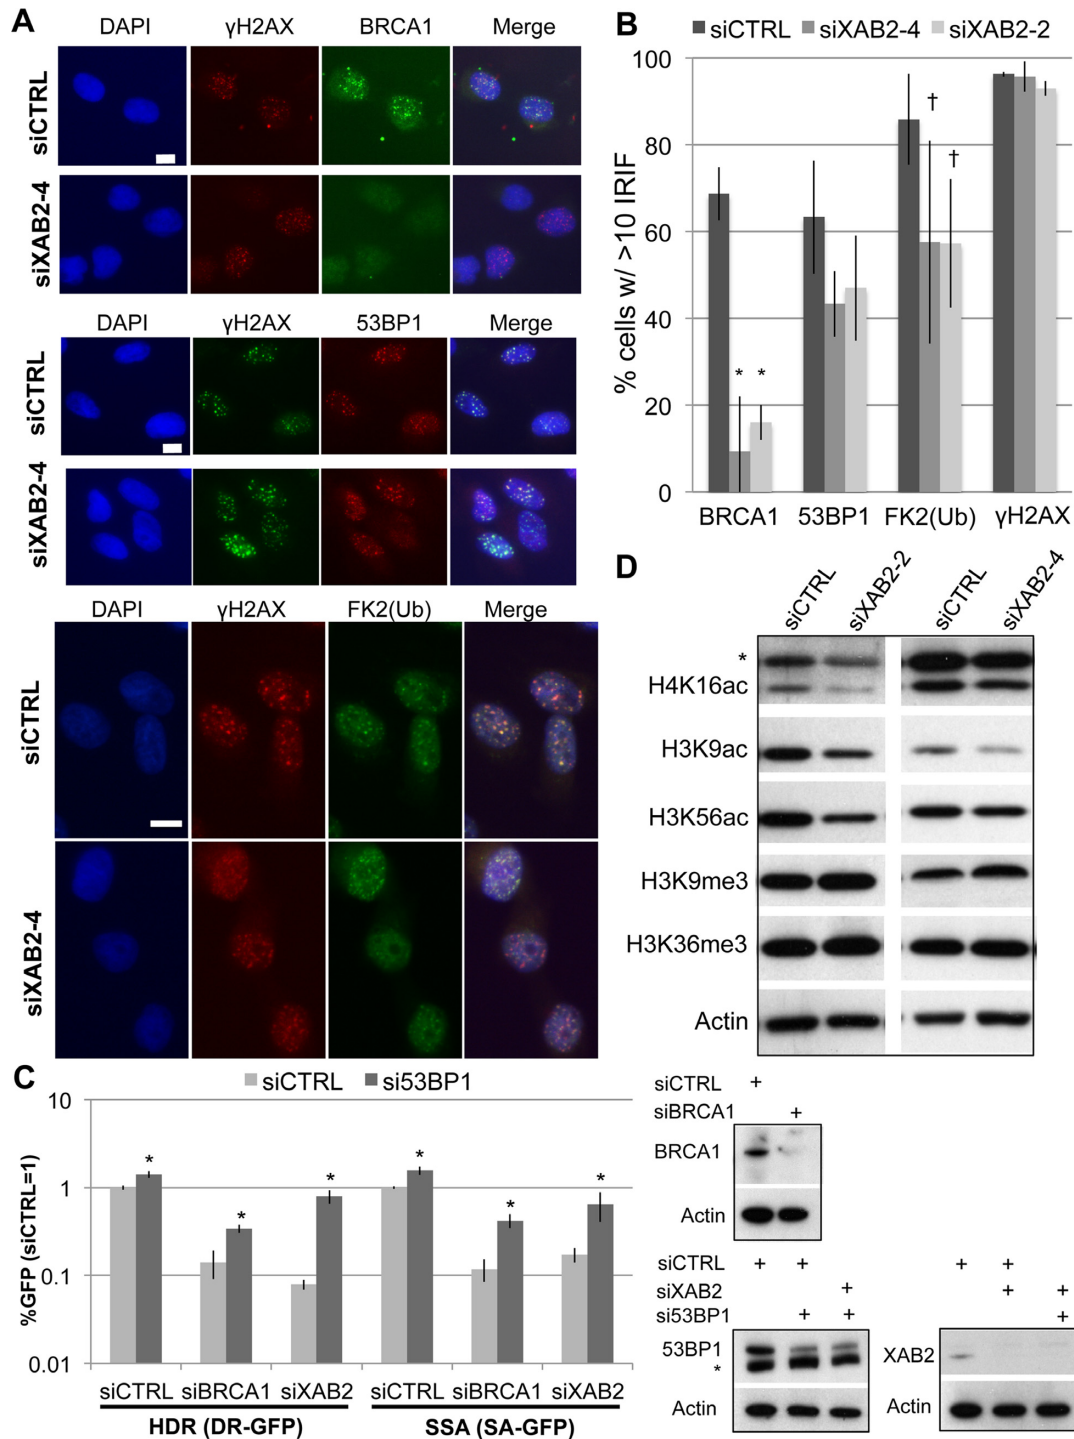 A
DAPI γH2AX BRCA1 Merge
siCTRL
siXAB2-4
DAPI γH2AX 53BP1 Merge
siCTRL
siXAB2-4
DAPI γH2AX FK2(Ub) Merge
siCTRL
siXAB2-4
B
siCTRL siXAB2-4 siXAB2-2
% cells w/ >10 IRIF
100
80
60
40
20
0
† †
* *
BRCA1 53BP1 FK2(Ub) γH2AX
C
siCTRL si53BP1
%GFP (siCTRL=1)
10
1
0.1
0.01
* * * * * *
siCTRL siBRCA1 siXAB2 siCTRL siBRCA1 siXAB2
HDR (DR-GFP) SSA (SA-GFP)
D
siCTRL siXAB2-2 siCTRL siXAB2-4
*
H4K16ac
H3K9ac
H3K56ac
H3K9me3
H3K36me3
Actin
siCTRL +
siBRCA1 +
BRCA1
Actin
siCTRL + + + +
siXAB2 + + +
si53BP1 + + +
53BP1
*
Actin
XAB2
Actin